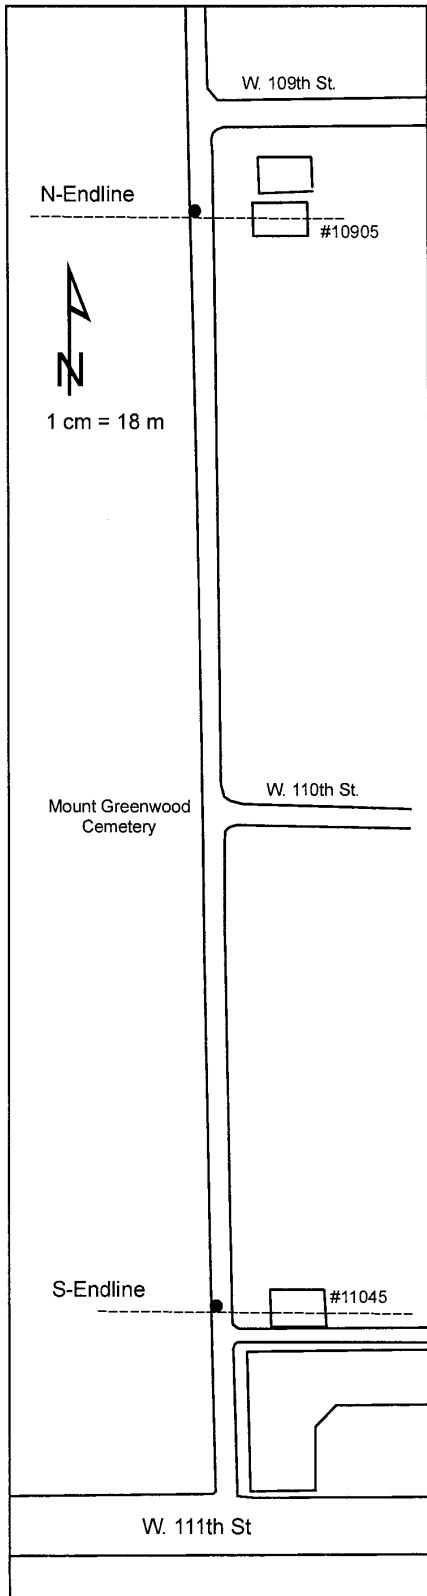 W. 109th St.
N-Endline
#10905
N
1 cm = 18 m
W. 110th St.
Mount Greenwood
Cemetery
S-Endline
#11045
W. 111th St